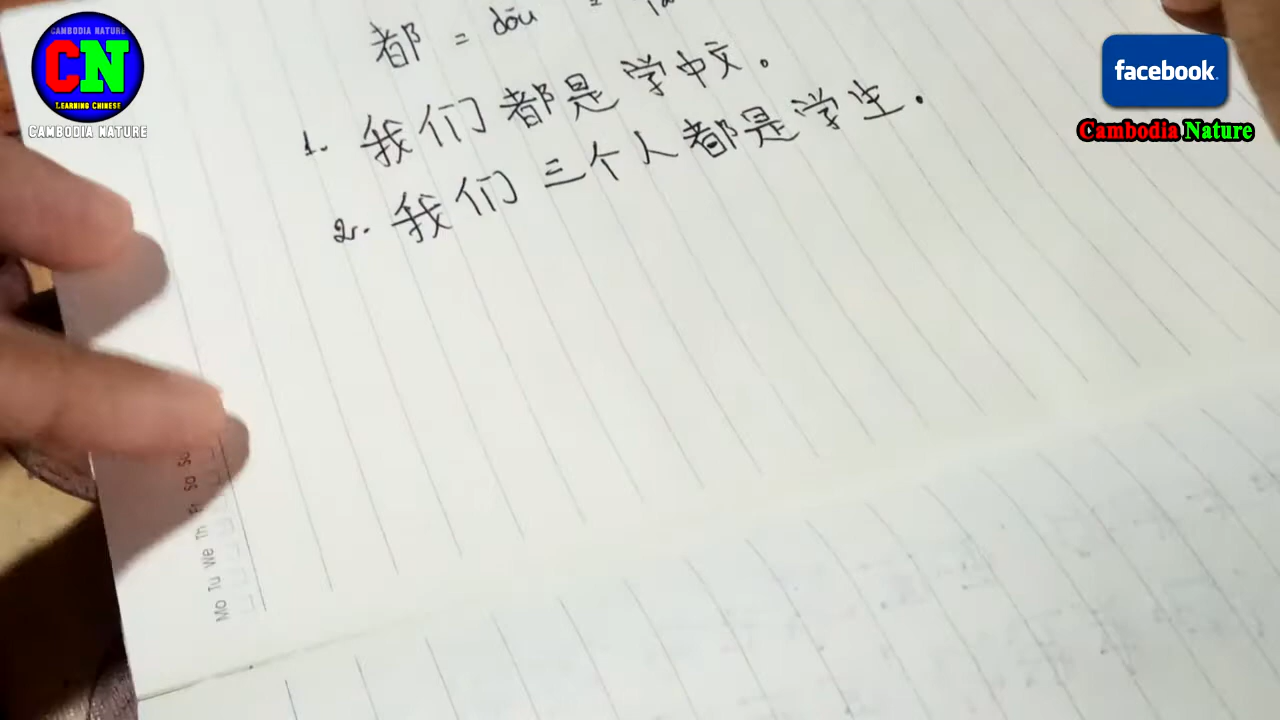 CAMBODIA NATURE
CN
Learning Chinese
CAMBODIA NATURE
facebook
Cambodia Nature
都 = dōu =
1. 我们都是学中文.
2. 我们三个人都是学生.
Mo Tu We Th Fr Sa Su